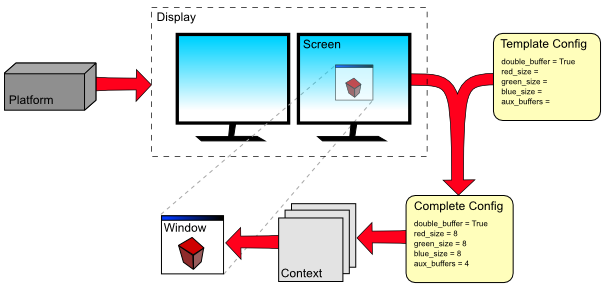 Display
Screen
Platform
Template Config
double_buffer = True
red_size =
green_size =
blue_size =
aux_buffers =
Complete Config
double_buffer = True
red_size = 8
green_size = 8
blue_size = 8
aux_buffers = 4
Window
Context